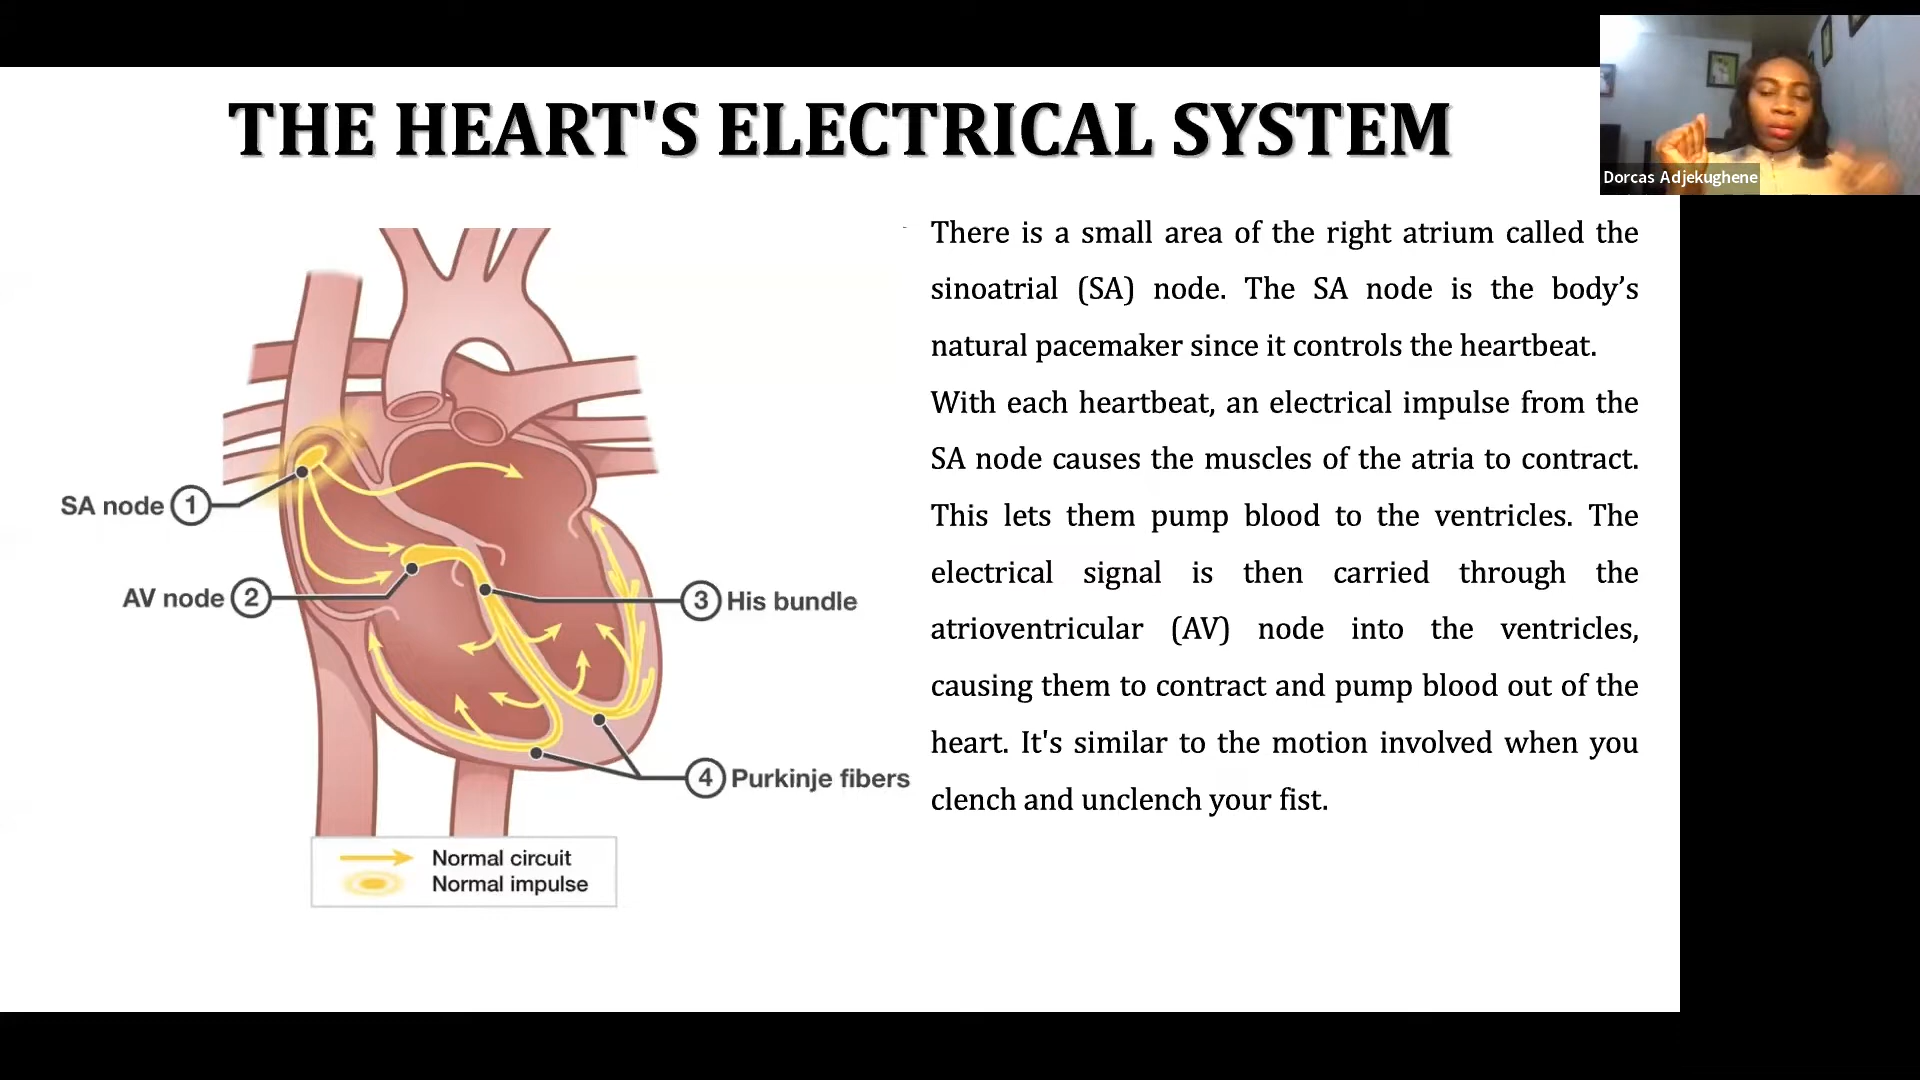 THE HEART'S ELECTRICAL SYSTEM
Dorcas Adjekughene
There is a small area of the right atrium called the
sinoatrial (SA) node. The SA node is the body’s
natural pacemaker since it controls the heartbeat.
With each heartbeat, an electrical impulse from the
SA node causes the muscles of the atria to contract.
This lets them pump blood to the ventricles. The
electrical signal is then carried through the
atrioventricular (AV) node into the ventricles,
causing them to contract and pump blood out of the
heart. It's similar to the motion involved when you
clench and unclench your fist.
SA node 1
AV node 2
3 His bundle
4 Purkinje fibers
Normal circuit
Normal impulse